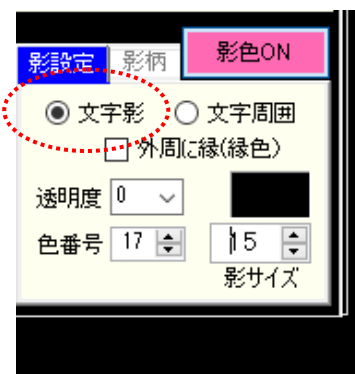 影設定 影柄 影色ON
文字影 文字周囲
外周に縁(縁色)
透明度 0
色番号 17 15
影サイズ